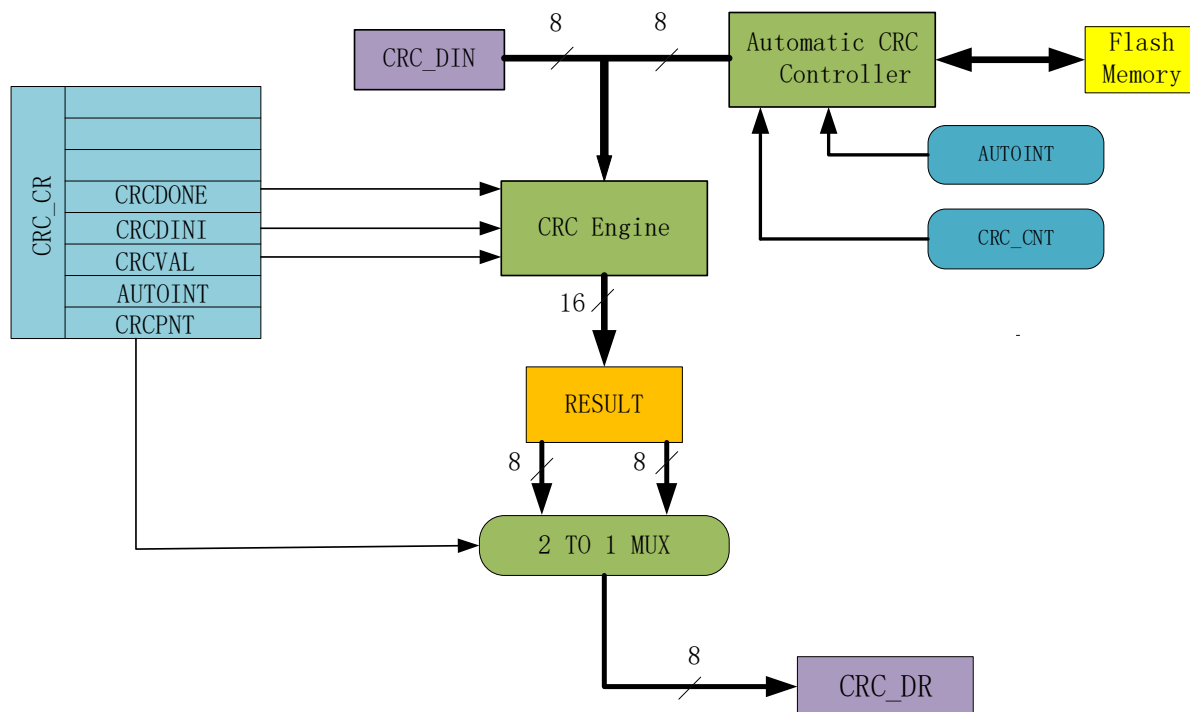 8
8
CRC_DIN
Automatic CRC
Controller
Flash
Memory
AUTOINT
CRC_CNT
CRC_CR
CRCDONE
CRCDINI
CRCVAL
AUTOINT
CRCPNT
CRC Engine
16
RESULT
8
8
2 TO 1 MUX
8
CRC_DR